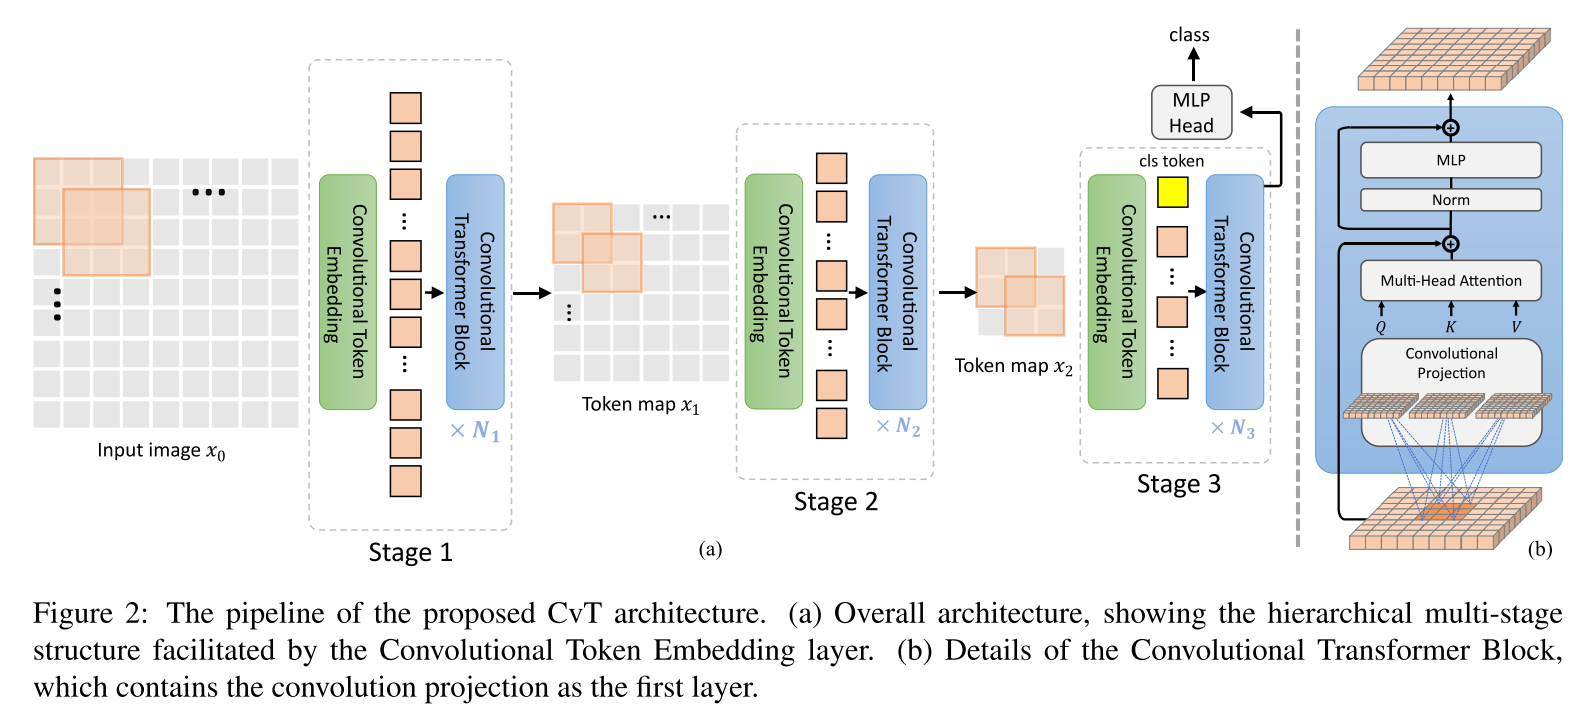 Input image x₀
Convolutional Token
Embedding
Convolutional
Transformer Block
× N₁
Stage 1
Token map x₁
Convolutional Token
Embedding
Convolutional
Transformer Block
× N₂
Stage 2
(a)
Token map x₂
class
MLP
Head
cls token
Convolutional Token
Embedding
Convolutional
Transformer Block
× N₃
Stage 3
MLP
Norm
Multi-Head Attention
Q K V
Convolutional
Projection
(b)
Figure 2: The pipeline of the proposed CvT architecture. (a) Overall architecture, showing the hierarchical multi-stage
structure facilitated by the Convolutional Token Embedding layer. (b) Details of the Convolutional Transformer Block,
which contains the convolution projection as the first layer.